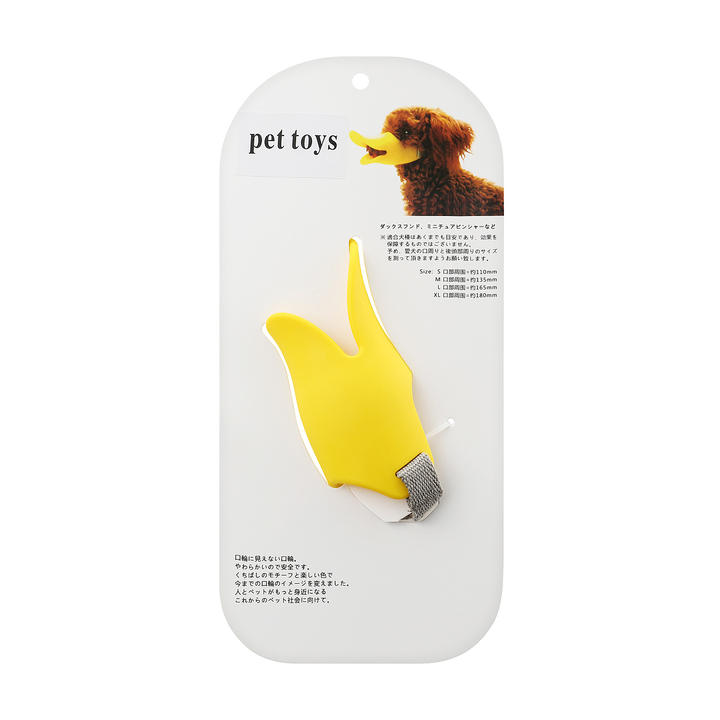 pet toys
ダックスフンド、ミニチュアピンシャーなど
※適合犬種はあくまでも目安であり、効果を
保障するものではございません。
予め、愛犬の口周りと後頭部周りのサイズ
を測って頂きますようお願い致します。
Size: S 口部周囲=約110mm
M 口部周囲=約135mm
L 口部周囲=約165mm
XL 口部周囲=約180mm
口輪に見えない口輪。
やわらかいので安全です。
くちばしのモチーフと楽しい色で
今までの口輪のイメージを変えました。
人とペットがもっと身近になる
これからのペット社会に向けて。